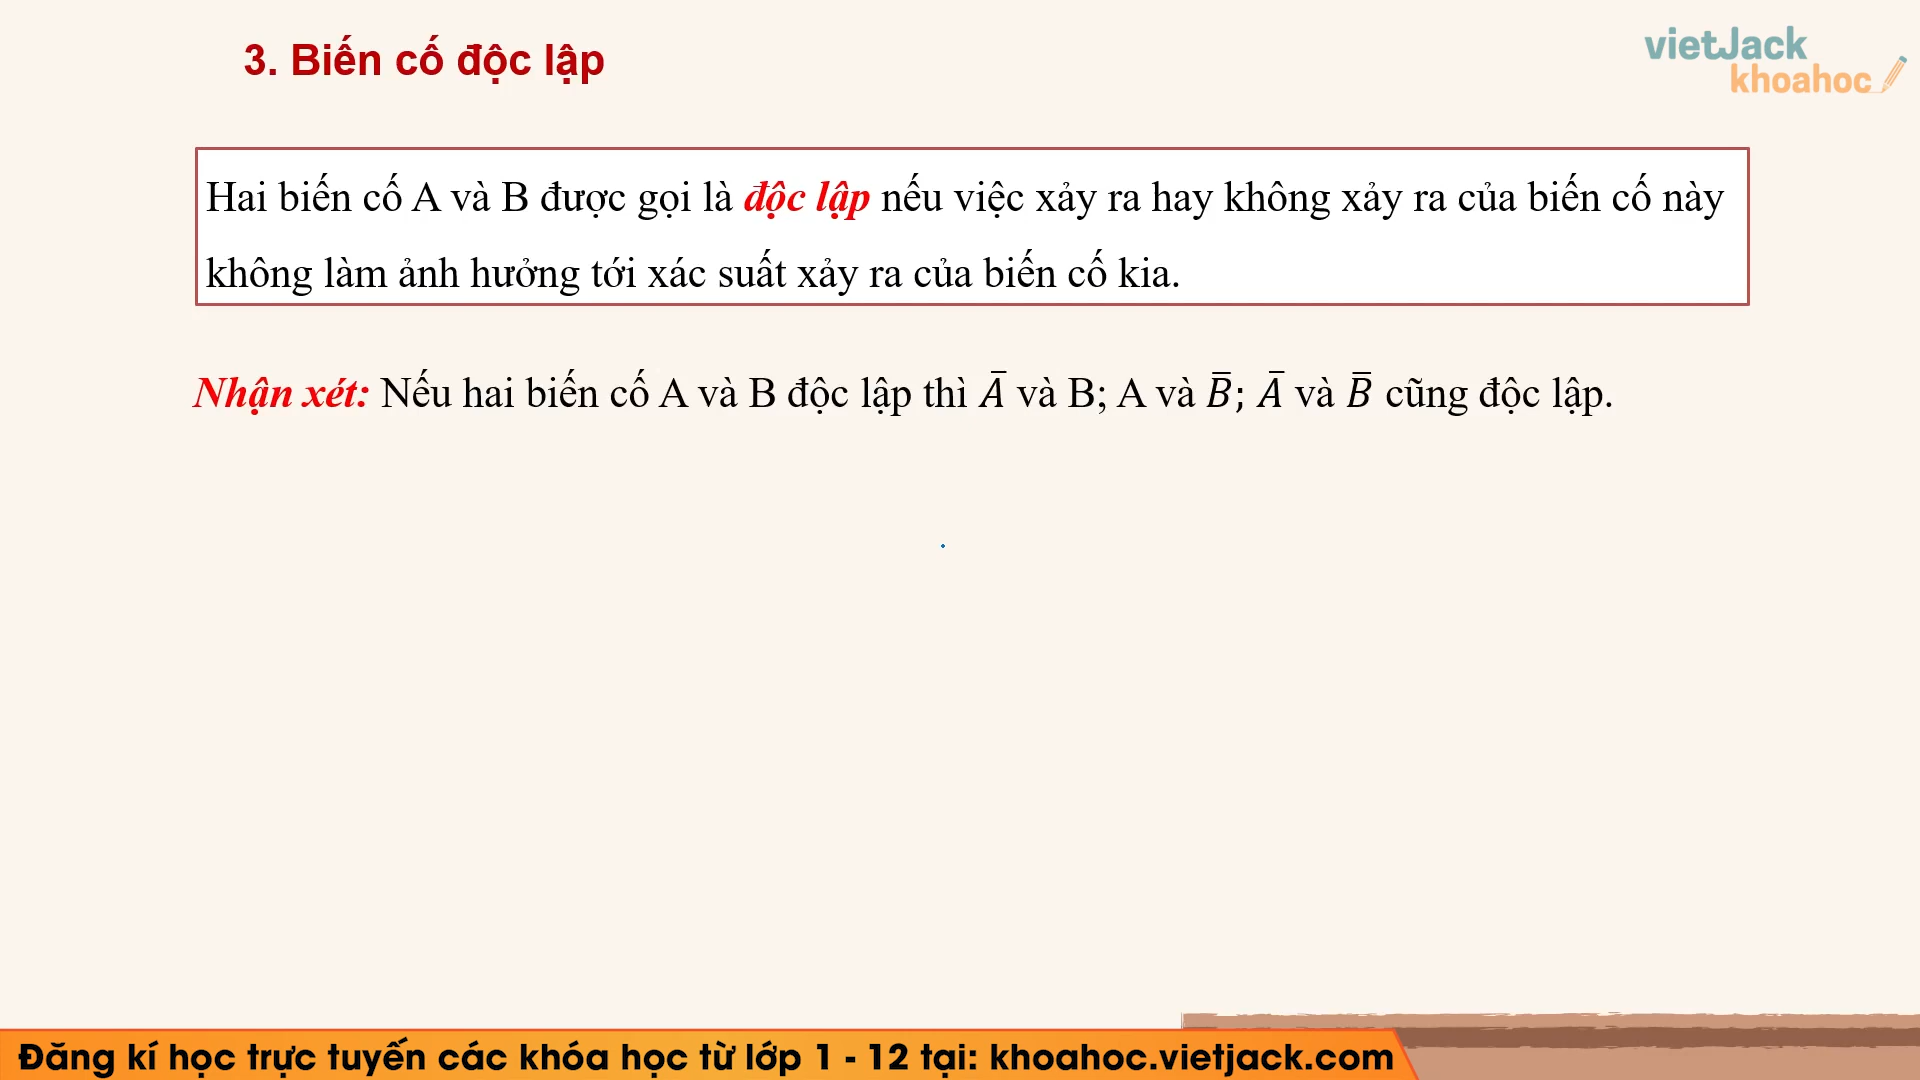 3. Biến cố độc lập
vietJack
khoahoc
Hai biến cố A và B được gọi là độc lập nếu việc xảy ra hay không xảy ra của biến cố này
không làm ảnh hưởng tới xác suất xảy ra của biến cố kia.
Nhận xét: Nếu hai biến cố A và B độc lập thì A̅ và B; A và B̅; A̅ và B̅ cũng độc lập.
Đăng kí học trực tuyến các khóa học từ lớp 1 - 12 tại: khoahoc.vietjack.com